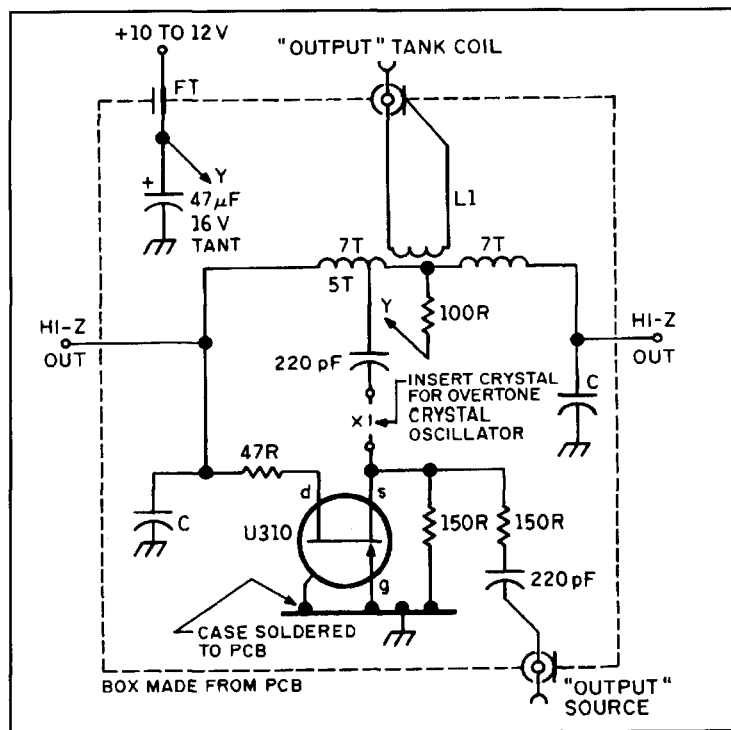 +10 TO 12 V
"OUTPUT" TANK COIL
FT
Y
+
47µF
16 V
TANT
L1
7T
7T
5T
Y
100R
HI-Z
OUT
HI-Z
OUT
220 pF
INSERT CRYSTAL
FOR OVERTONE
CRYSTAL
OSCILLATOR
X1
C
47R
d
s
C
U310
150R
150R
g
220 pF
CASE SOLDERED
TO PCB
BOX MADE FROM PCB
"OUTPUT"
SOURCE